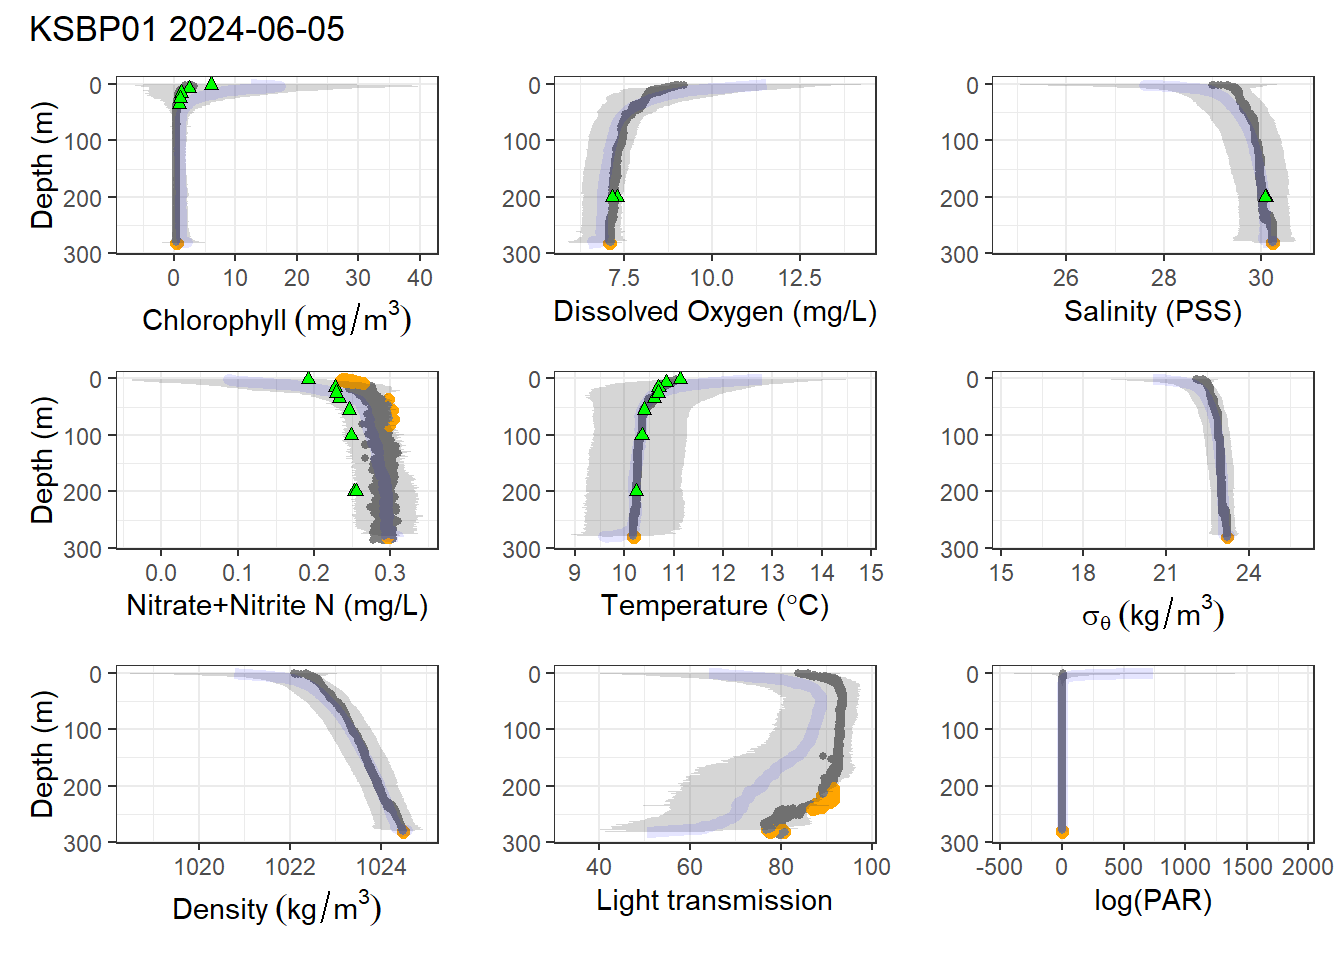 KSBP01 2024-06-05
0
100
200
300
Depth (m)
0 10 20 30 40
Chlorophyll (mg/m³)
0
100
200
300
7.5 10.0 12.5
Dissolved Oxygen (mg/L)
0
100
200
300
26 28 30
Salinity (PSS)
0
100
200
300
Depth (m)
0.0 0.1 0.2 0.3
Nitrate+Nitrite N (mg/L)
0
100
200
300
9 10 11 12 13 14 15
Temperature (°C)
0
100
200
300
15 18 21 24
σθ (kg/m³)
0
100
200
300
Depth (m)
1020 1022 1024
Density (kg/m³)
0
100
200
300
40 60 80 100
Light transmission
0
100
200
300
-500 0 500 1000 1500 2000
log(PAR)